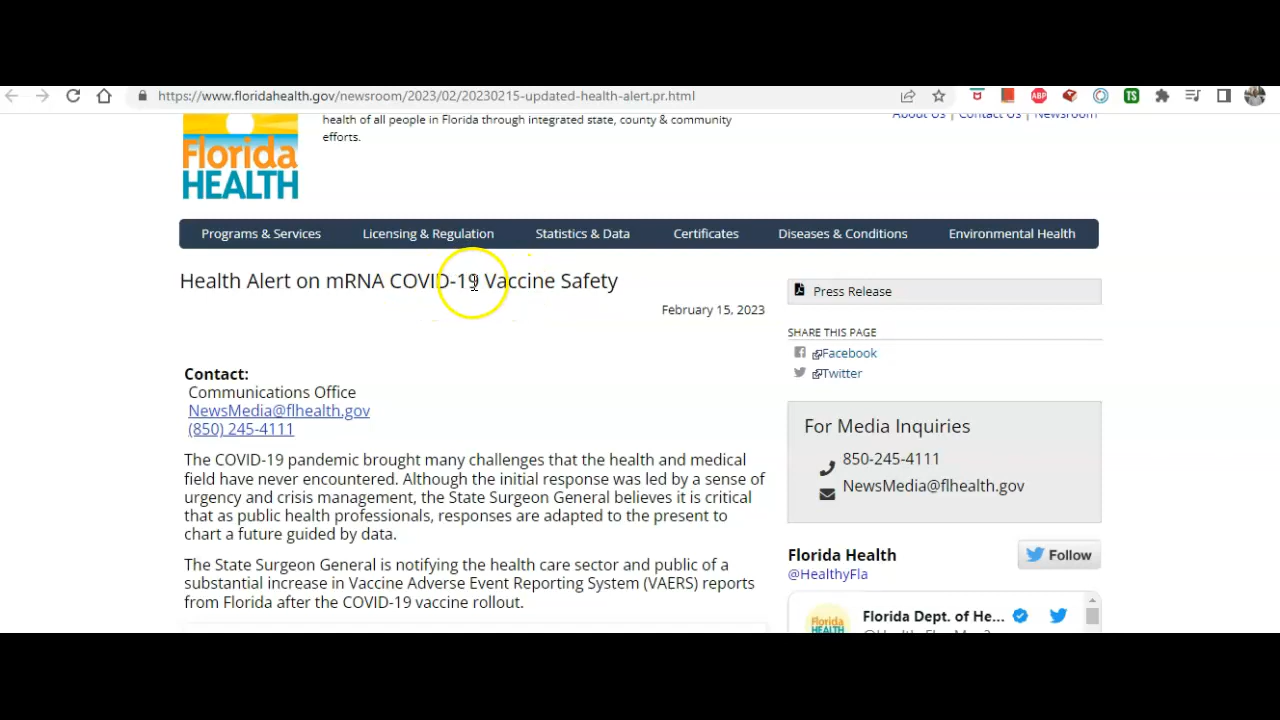 https://www.floridahealth.gov/newsroom/2023/02/20230215-updated-health-alert.pr.html
ABP
TS
health of all people in Florida through integrated state, county & community
efforts.
About Us | Contact Us | Newsroom
Florida
HEALTH
Programs & Services
Licensing & Regulation
Statistics & Data
Certificates
Diseases & Conditions
Environmental Health
Health Alert on mRNA COVID-19 Vaccine Safety
February 15, 2023
Contact:
Communications Office
NewsMedia@flhealth.gov
(850) 245-4111
The COVID-19 pandemic brought many challenges that the health and medical
field have never encountered. Although the initial response was led by a sense of
urgency and crisis management, the State Surgeon General believes it is critical
that as public health professionals, responses are adapted to the present to
chart a future guided by data.
The State Surgeon General is notifying the health care sector and public of a
substantial increase in Vaccine Adverse Event Reporting System (VAERS) reports
from Florida after the COVID-19 vaccine rollout.
Press Release
SHARE THIS PAGE
Facebook
Twitter
For Media Inquiries
850-245-4111
NewsMedia@flhealth.gov
Florida Health
@HealthyFla
Follow
Florida Dept. of He...
Florida